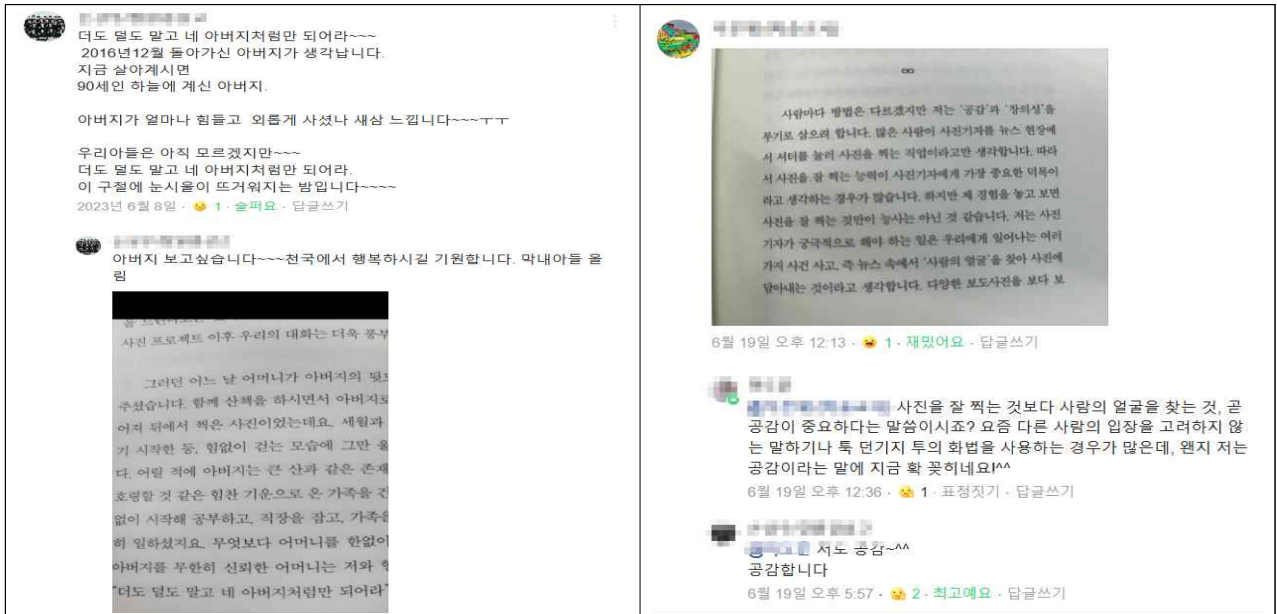 더도 덜도 말고 네 아버지처럼만 되어라~~~
2016년12월 돌아가신 아버지가 생각납니다.
지금 살아계시면
90세인 하늘에 계신 아버지.
아버지가 얼마나 힘들고 외롭게 사셨나 새삼 느낍니다~~~ㅜㅜ
우리아들은 아직 모르겠지만~~~
더도 덜도 말고 네 아버지처럼만 되어라.
이 구절에 눈시울이 뜨거워지는 밤입니다~~~~
2023년 6월 8일 · 1 · 슬퍼요 · 답글쓰기
아버지 보고싶습니다~~~천국에서 행복하시길 기원합니다. 막내아들 올
림
사진 프로젝트 이후 우리의 대화는 더욱 풍부
그러던 어느 날 어머니가 아버지의 뒷모
주셨습니다. 함께 산책을 하시면서 아버지로
어져 뒤에서 찍은 사진이었는데요. 세월과
기 시작한 등, 힘없이 걷는 모습에 그만 울
다. 어릴 적에 아버지는 큰 산과 같은 존재
호령할 것 같은 힘찬 기운으로 온 가족을 건
없이 시작해 공부하고, 직장을 잡고, 가족을
히 일하셨지요. 무엇보다 어머니를 한없이
아버지를 무한히 신뢰한 어머니는 저와 형
"더도 덜도 말고 네 아버지처럼만 되어라"
사람마다 방법은 다르겠지만 저는 '공감'과 '창의성'을
무기로 삼으려 합니다. 많은 사람이 사진기자를 뉴스 현장에
서 셔터를 눌러 사진을 찍는 직업이라고만 생각합니다. 따라
서 사진을 잘 찍는 능력이 사진기자에게 가장 중요한 덕목이
라고 생각하는 경우가 많습니다. 하지만 제 경험을 놓고 보면
사진을 잘 찍는 것만이 능사는 아닌 것 같습니다. 저는 사진
기자가 궁극적으로 해야 하는 일은 우리에게 일어나는 여러
가지 사건 사고, 즉 뉴스 속에서 '사람의 얼굴'을 찾아 사진에
담아내는 것이라고 생각합니다. 다양한 보도사진을 보다 보
6월 19일 오후 12:13 · 1 · 재밌어요 · 답글쓰기
사진을 잘 찍는 것보다 사람의 얼굴을 찾는 것, 곧
공감이 중요하다는 말씀이시죠? 요즘 다른 사람의 입장을 고려하지 않
는 말하기나 툭 던기지 투의 화법을 사용하는 경우가 많은데, 왠지 저는
공감이라는 말에 지금 확 꽂히네요!^^
6월 19일 오후 12:36 · 1 · 표정짓기 · 답글쓰기
저도 공감~^^
공감합니다
6월 19일 오후 5:57 · 2 · 최고예요 · 답글쓰기